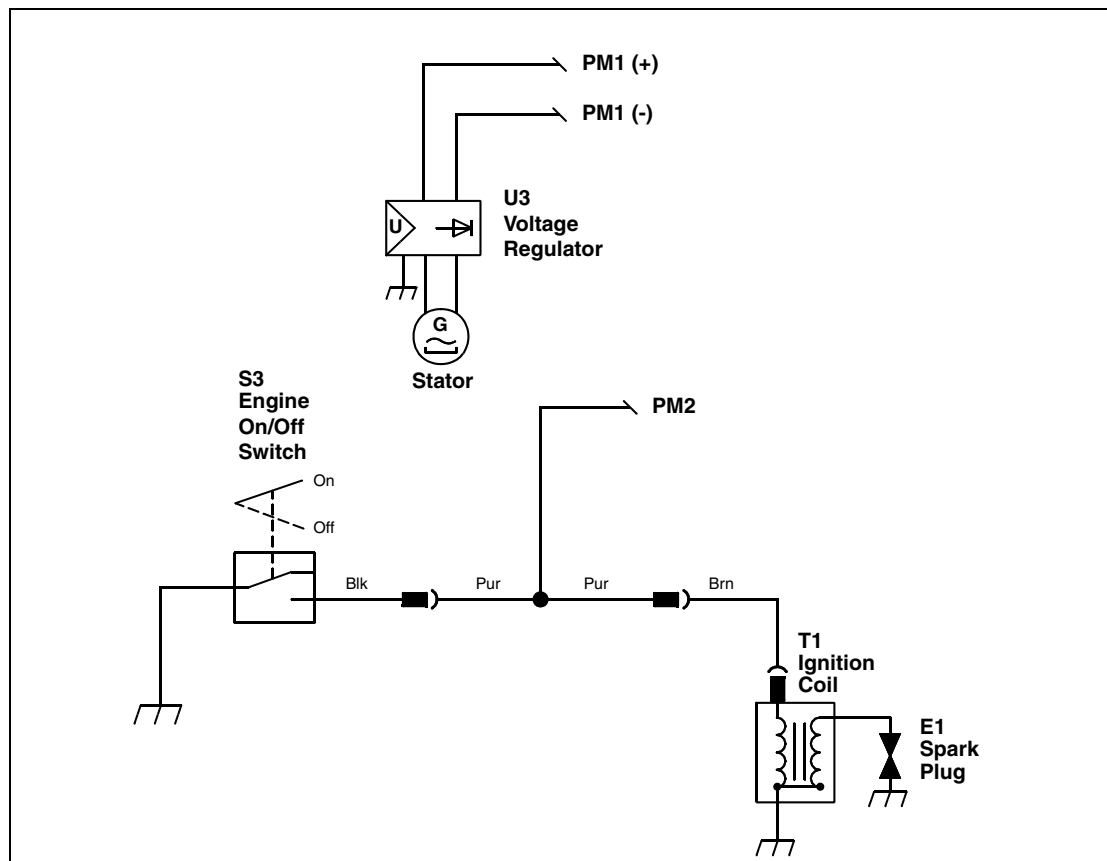 PM1 (+)
PM1 (-)
U3
Voltage
Regulator
U
G
Stator
S3
Engine
On/Off
Switch
On
Off
PM2
Blk
Pur
Pur
Brn
T1
Ignition
Coil
E1
Spark
Plug